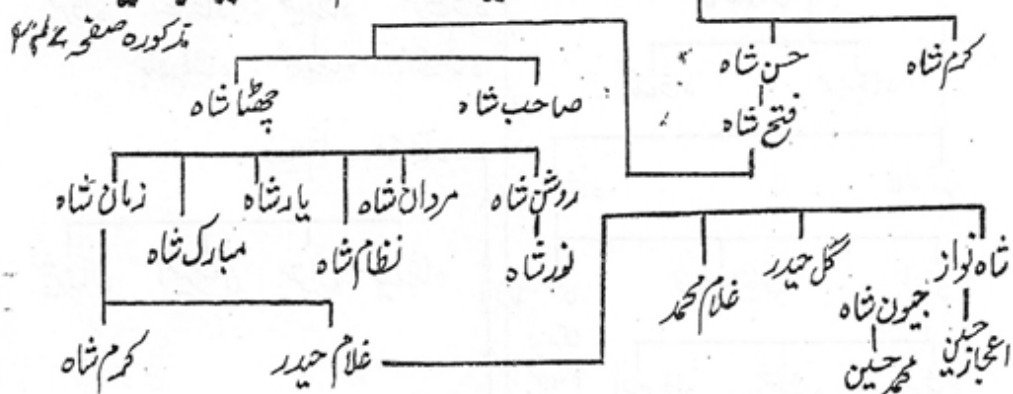 مذکورہ صفحہ
کرم شاہ
حسن شاہ
فتح شاہ
صاحب شاہ
چھٹا شاہ
روشن شاہ
مردان شاہ
یار شاہ
زمان شاہ
نور شاہ
نظام شاہ
مبارک شاہ
شاہ نواز
گل حیدر
غلام محمد
جیون شاہ
اعجاز حسین
محمد حسین
غلام حیدر
کرم شاہ